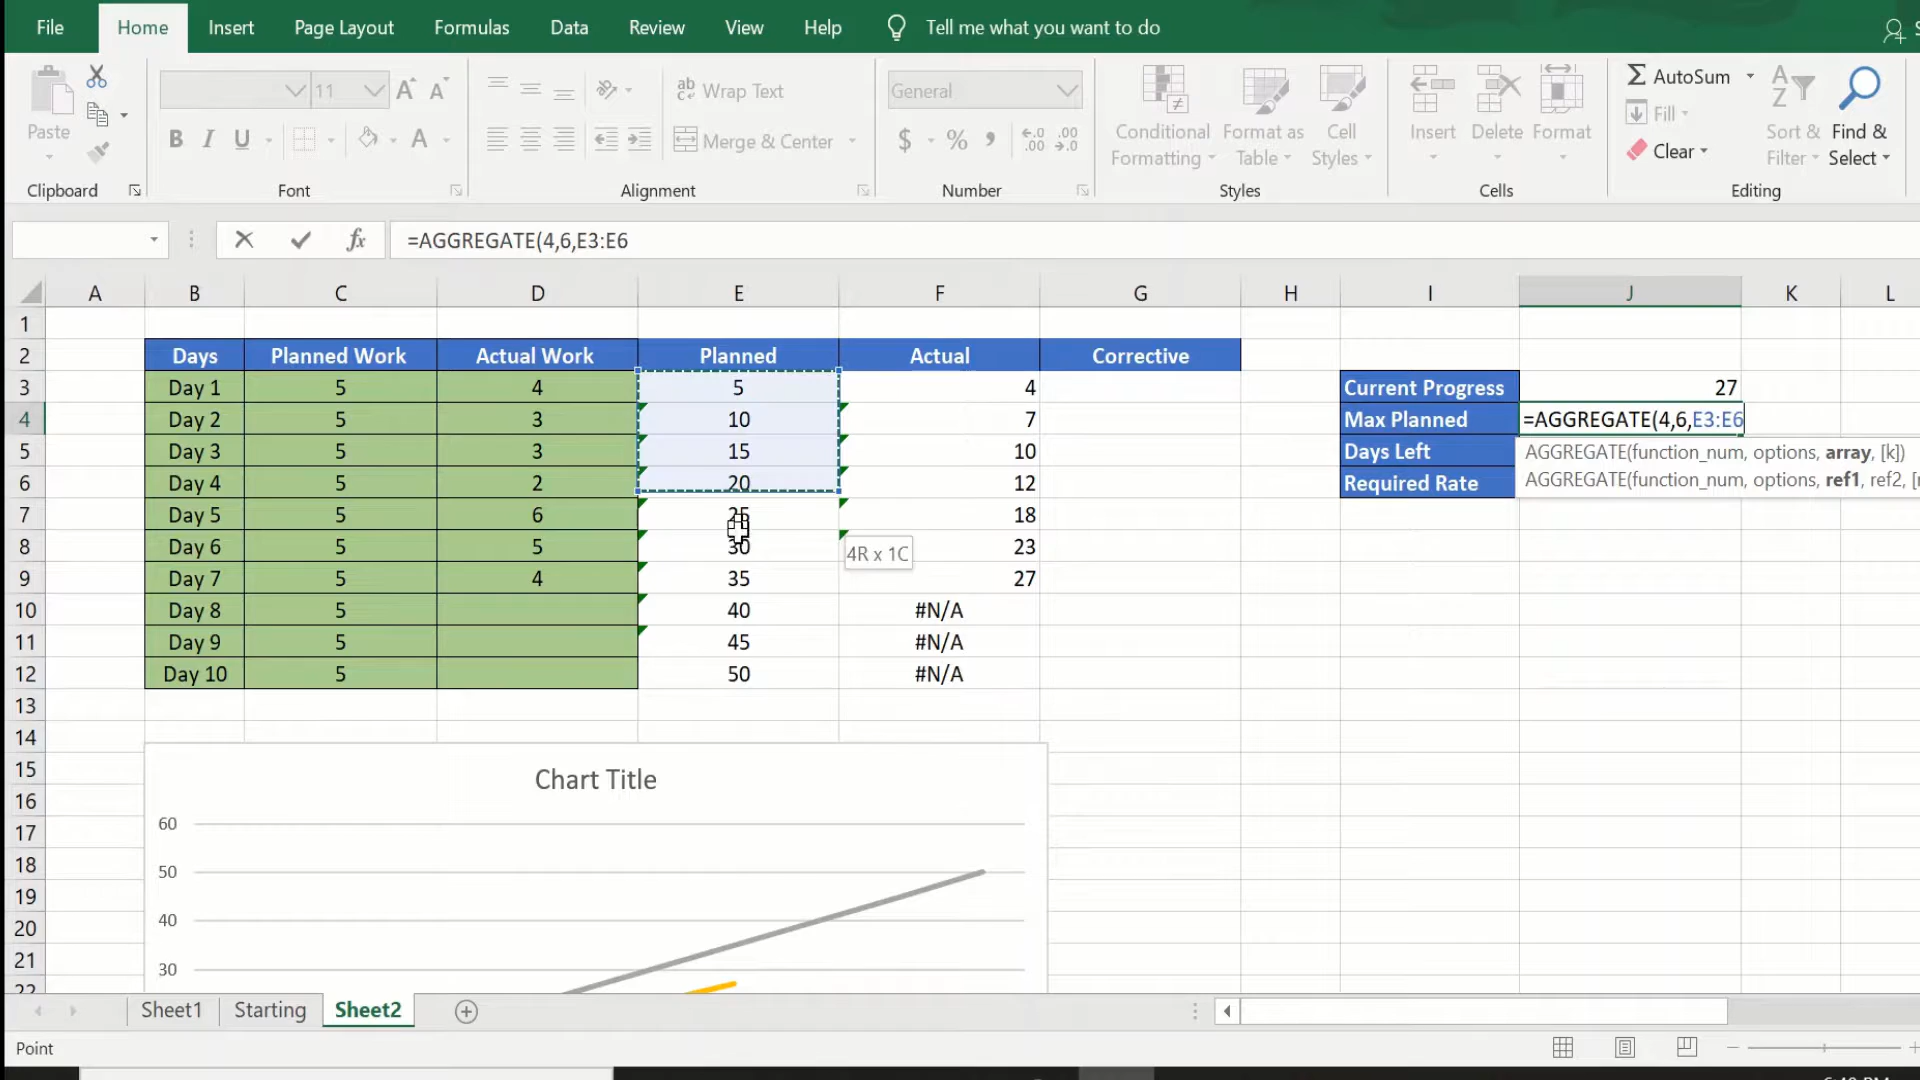 File Home Insert Page Layout Formulas Data Review View Help Tell me what you want to do
Paste
Clipboard
11
B I U A
Font
Wrap Text
Merge & Center
Alignment
General
$ % ,
Number
Conditional Formatting
Format as Table
Cell Styles
Styles
Insert
Delete
Format
Cells
AutoSum
Fill
Clear
Sort & Filter
Find & Select
Editing
fx =AGGREGATE(4,6,E3:E6
A B C D E F G H I J K L
1
2 Days Planned Work Actual Work Planned Actual Corrective
3 Day 1 5 4 5 4 Current Progress 27
4 Day 2 5 3 10 7 Max Planned =AGGREGATE(4,6,E3:E6
5 Day 3 5 3 15 10 Days Left AGGREGATE(function_num, options, array, [k])
6 Day 4 5 2 20 12 Required Rate AGGREGATE(function_num, options, ref1, ref2, [
7 Day 5 5 6 25 18
8 Day 6 5 5 30 4R x 1C 23
9 Day 7 5 4 35 27
10 Day 8 5 40 #N/A
11 Day 9 5 45 #N/A
12 Day 10 5 50 #N/A
13
14
15 Chart Title
16
17 60
18 50
19
20 40
21 30
22
Sheet1 Starting Sheet2
Point